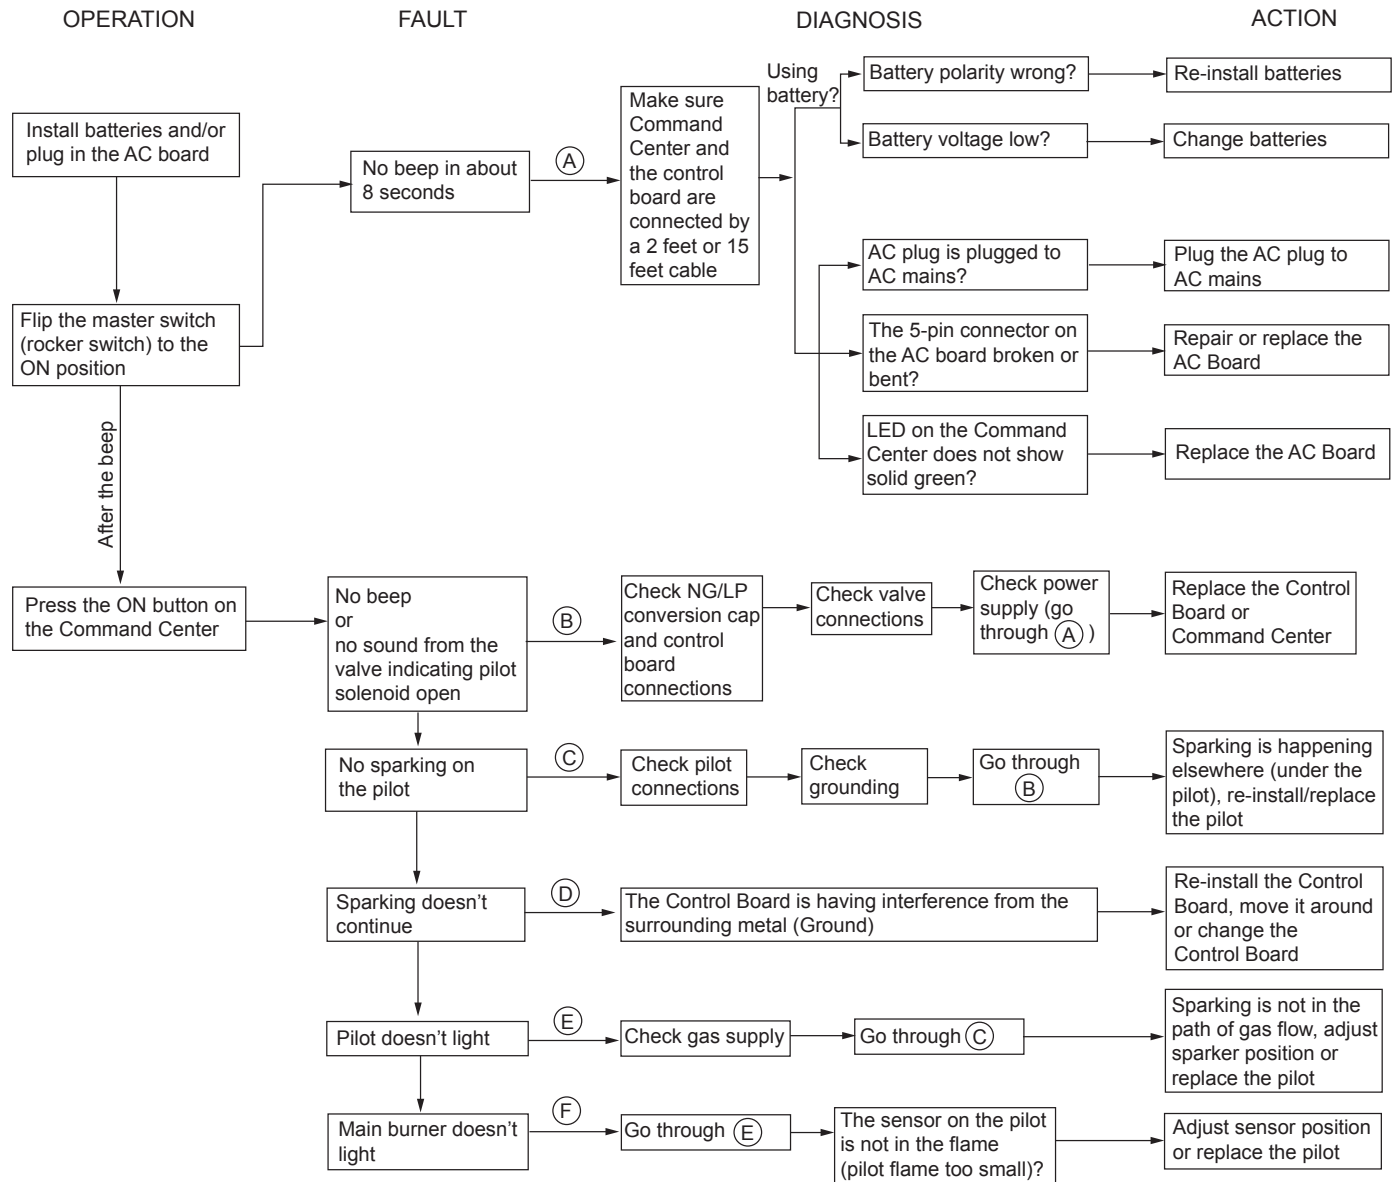 OPERATION
FAULT
DIAGNOSIS
ACTION
Install batteries and/or
plug in the AC board
Flip the master switch
(rocker switch) to the
ON position
After the beep
Press the ON button on
the Command Center
No beep in about
8 seconds
A
Make sure
Command
Center and
the control
board are
connected by
a 2 feet or 15
feet cable
Using
battery?
Battery polarity wrong?
Re-install batteries
Battery voltage low?
Change batteries
AC plug is plugged to
AC mains?
Plug the AC plug to
AC mains
The 5-pin connector on
the AC board broken or
bent?
Repair or replace the
AC Board
LED on the Command
Center does not show
solid green?
Replace the AC Board
No beep
or
no sound from the
valve indicating pilot
solenoid open
B
Check NG/LP
conversion cap
and control
board
connections
Check valve
connections
Check power
supply (go
through A )
Replace the Control
Board or
Command Center
No sparking on
the pilot
C
Check pilot
connections
Check
grounding
Go through
B
Sparking is happening
elsewhere (under the
pilot), re-install/replace
the pilot
Sparking doesn't
continue
D
The Control Board is having interference from the
surrounding metal (Ground)
Re-install the Control
Board, move it around
or change the
Control Board
Pilot doesn't light
E
Check gas supply
Go through C
Sparking is not in the
path of gas flow, adjust
sparker position or
replace the pilot
Main burner doesn't
light
F
Go through E
The sensor on the pilot
is not in the flame
(pilot flame too small)?
Adjust sensor position
or replace the pilot